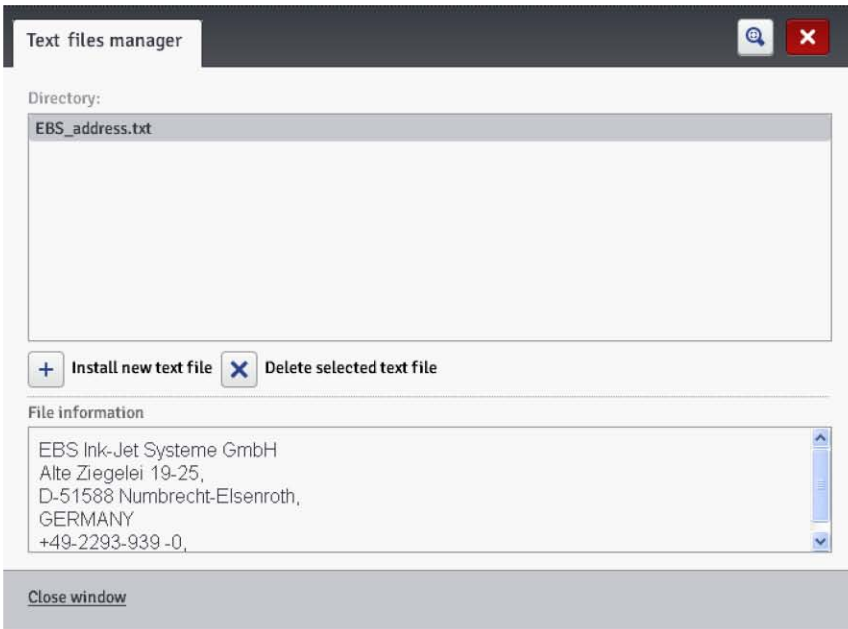 Text files manager
Directory:
EBS_address.txt
Install new text file Delete selected text file
File information
EBS Ink-Jet Systeme GmbH
Alte Ziegelei 19-25,
D-51588 Numbrecht-Elsenroth,
GERMANY
+49-2293-939 -0,
Close window